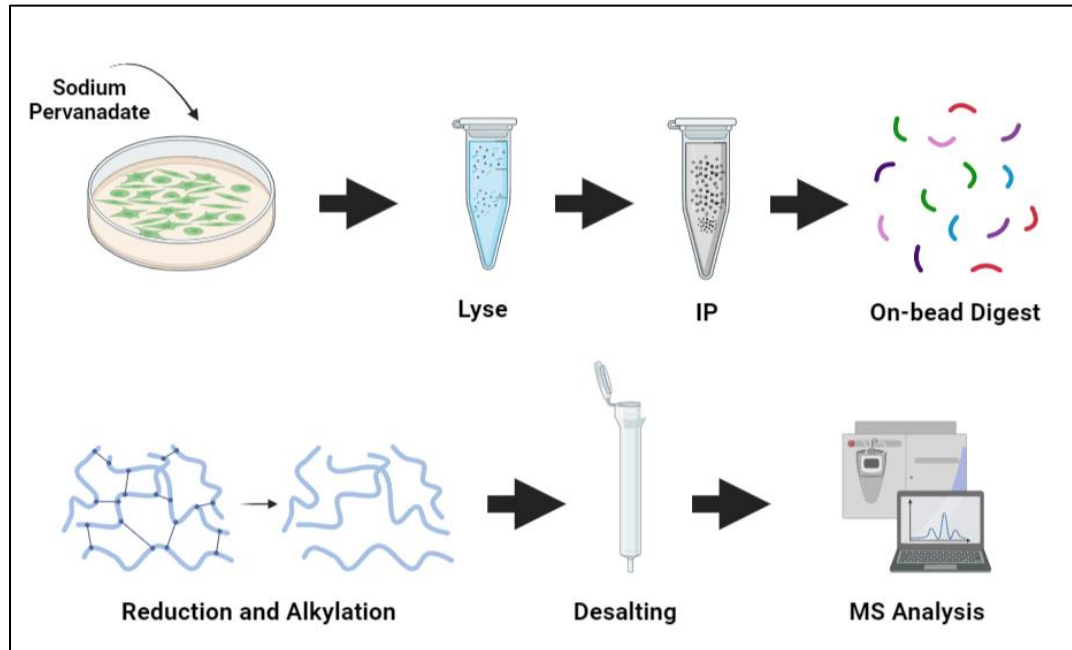 Sodium
Pervanadate
Lyse
IP
On-bead Digest
Reduction and Alkylation
Desalting
MS Analysis